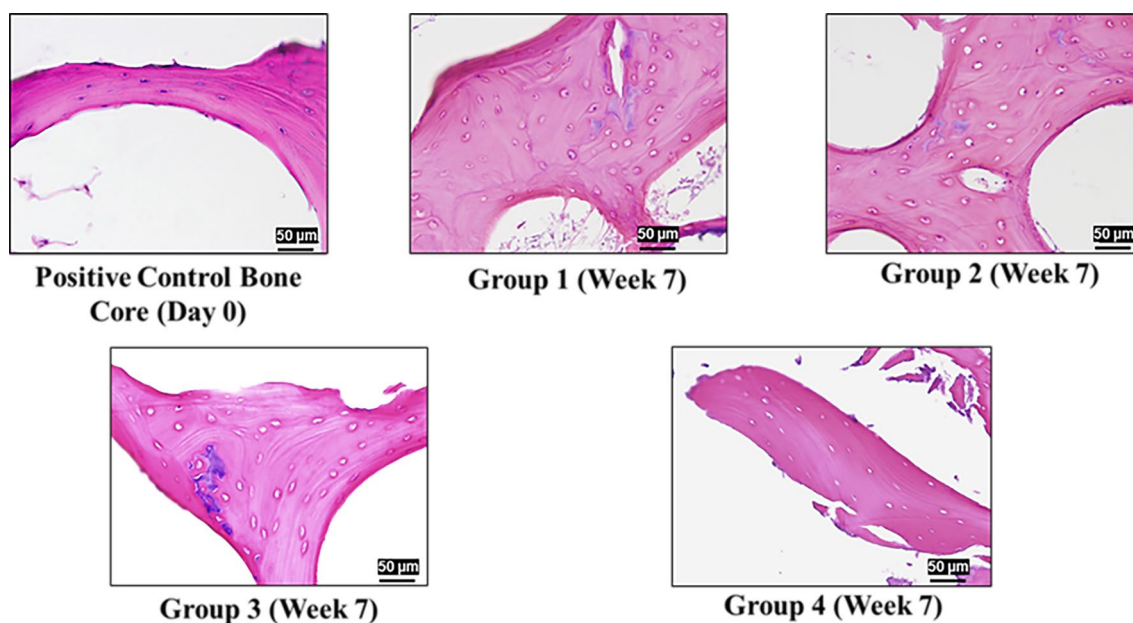 50 µm
50 µm
50 µm
Positive Control Bone
Core (Day 0)
Group 1 (Week 7)
Group 2 (Week 7)
50 µm
50 µm
Group 3 (Week 7)
Group 4 (Week 7)